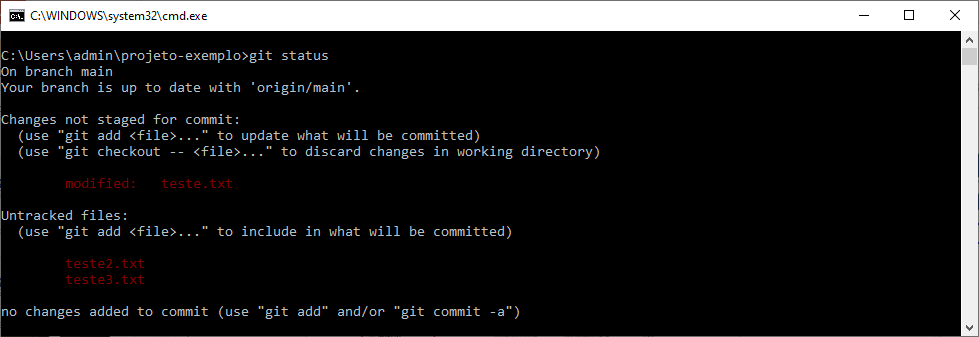 C:\WINDOWS\system32\cmd.exe
C:\Users\admin\projeto-exemplo>git status
On branch main
Your branch is up to date with 'origin/main'.
Changes not staged for commit:
  (use "git add <file>..." to update what will be committed)
  (use "git checkout -- <file>..." to discard changes in working directory)
        modified:   teste.txt
Untracked files:
  (use "git add <file>..." to include in what will be committed)
        teste2.txt
        teste3.txt
no changes added to commit (use "git add" and/or "git commit -a")